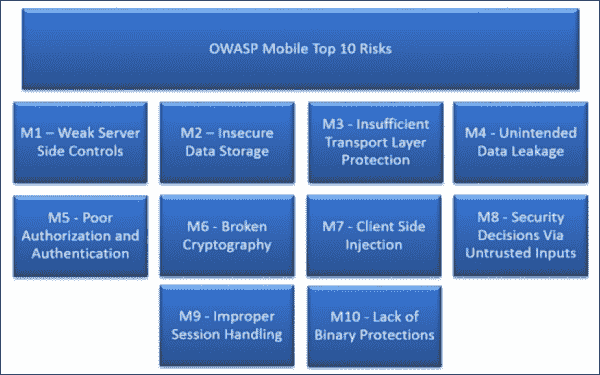 OWASP Mobile Top 10 Risks
M1 – Weak Server
Side Controls
M2 – Insecure
Data Storage
M3 - Insufficient
Transport Layer
Protection
M4 - Unintended
Data Leakage
M5 - Poor
Authorization and
Authentication
M6 - Broken
Cryptography
M7 - Client Side
Injection
M8 - Security
Decisions Via
Untrusted Inputs
M9 - Improper
Session Handling
M10 - Lack of
Binary Protections